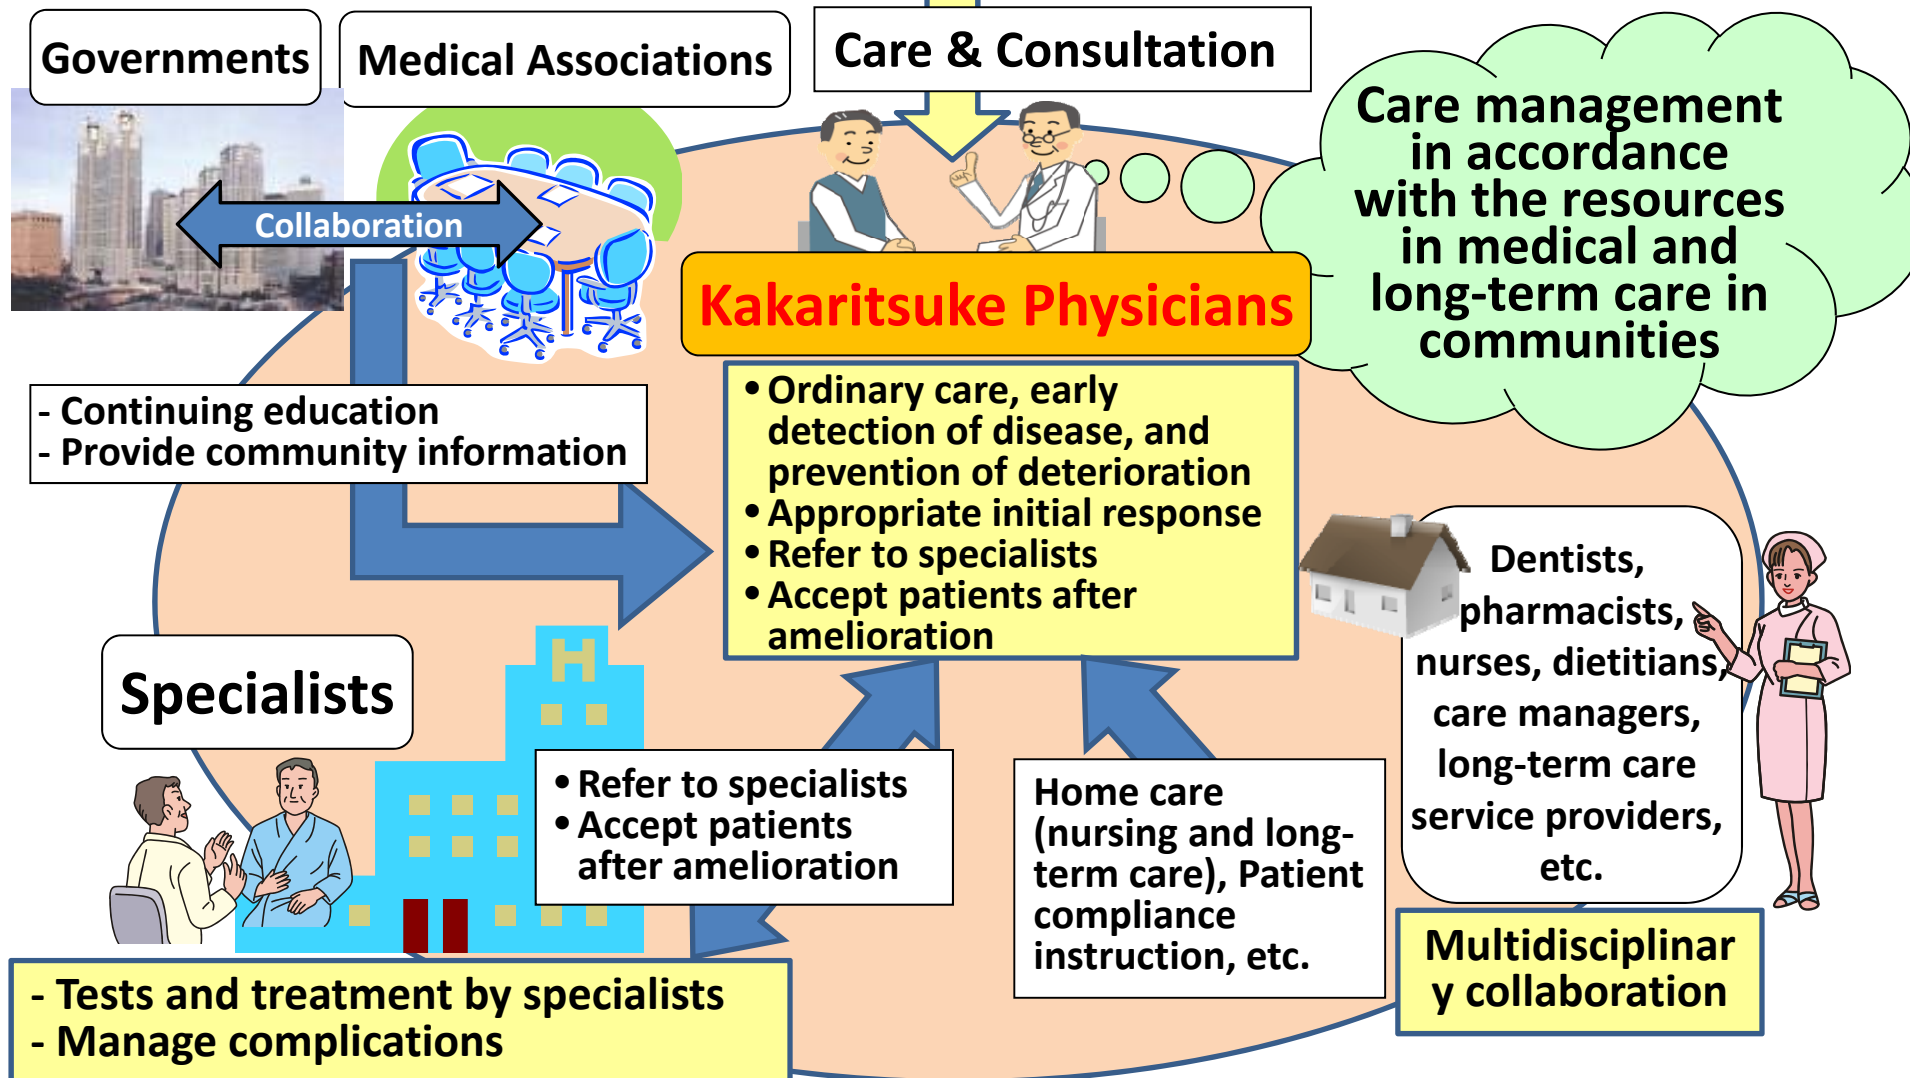 Governments
Medical Associations
Care & Consultation
Care management
in accordance
with the resources
in medical and
long-term care in
communities
Collaboration
Kakaritsuke Physicians
- Continuing education
- Provide community information
• Ordinary care, early
detection of disease, and
prevention of deterioration
• Appropriate initial response
• Refer to specialists
• Accept patients after
amelioration
Dentists,
pharmacists,
nurses, dietitians,
care managers,
long-term care
service providers,
etc.
Specialists
H
• Refer to specialists
• Accept patients
after amelioration
Home care
(nursing and long-
term care), Patient
compliance
instruction, etc.
Multidisciplinar
y collaboration
- Tests and treatment by specialists
- Manage complications